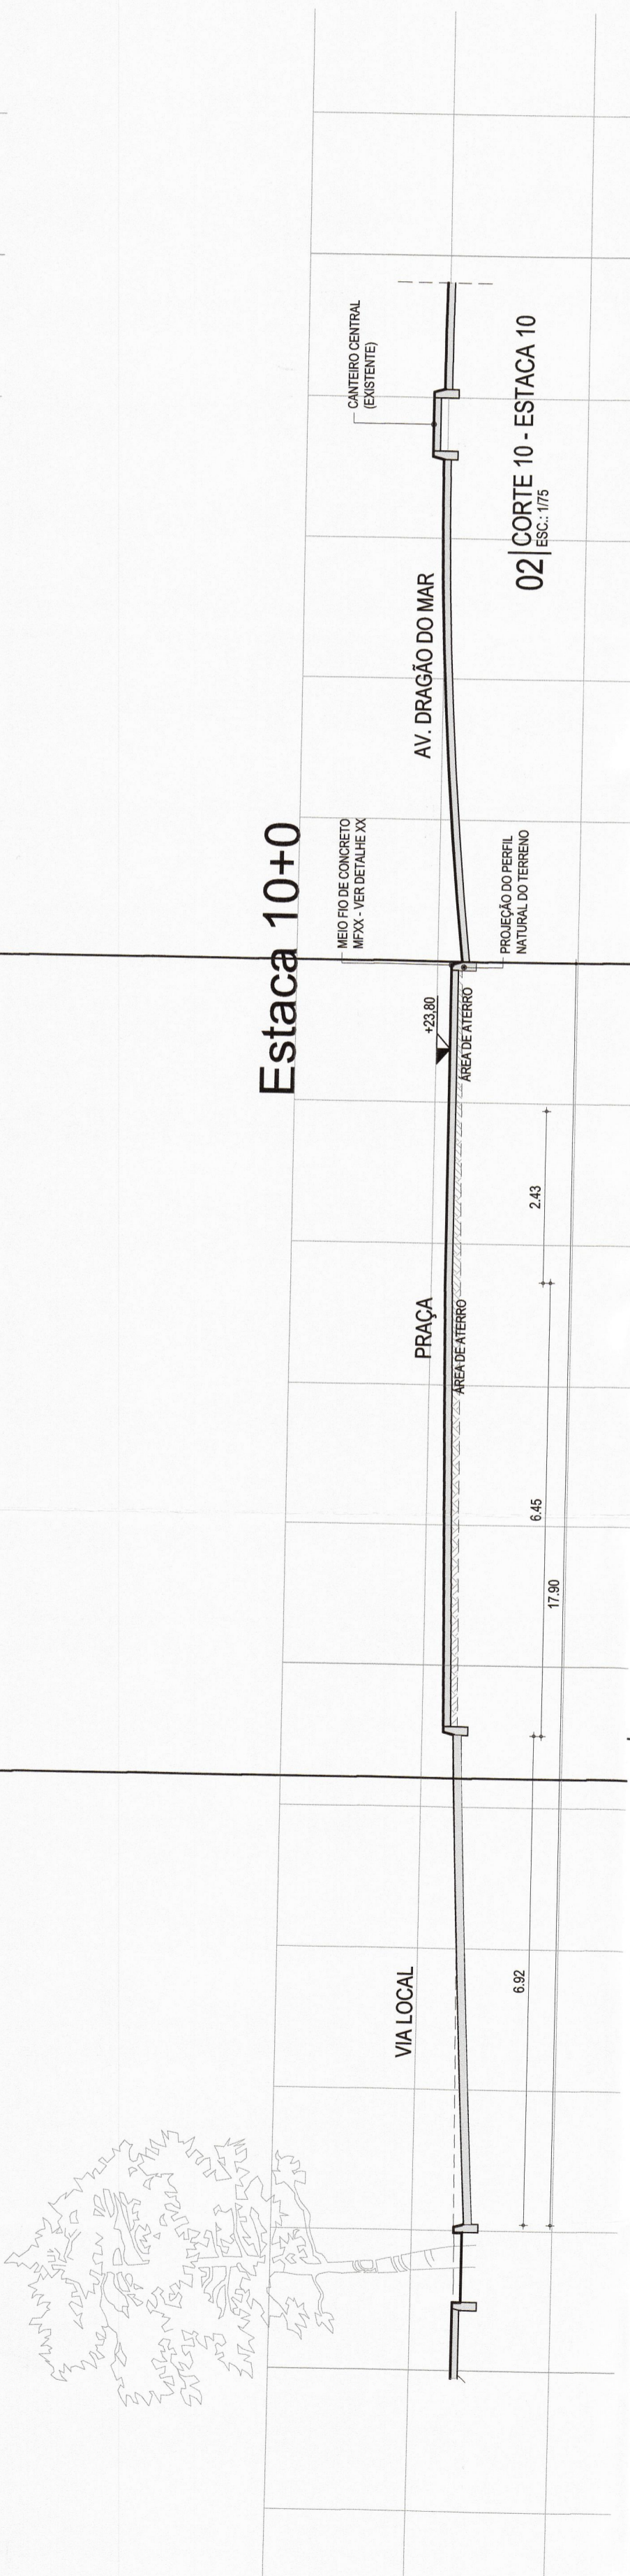 Estaca 10+0
VIA LOCAL
PRAÇA
+23,80
MEIO FIO DE CONCRETO
MFXX - VER DETALHE XX
AV. DRAGÃO DO MAR
CANTEIRO CENTRAL
(EXISTENTE)
ÁREA DE ATERRO
ÁREA DE ATERRO
PROJEÇÃO DO PERFIL
NATURAL DO TERRENO
6.92
6.45
2.43
17.90
02 CORTE 10 - ESTACA 10
ESC.: 1/75